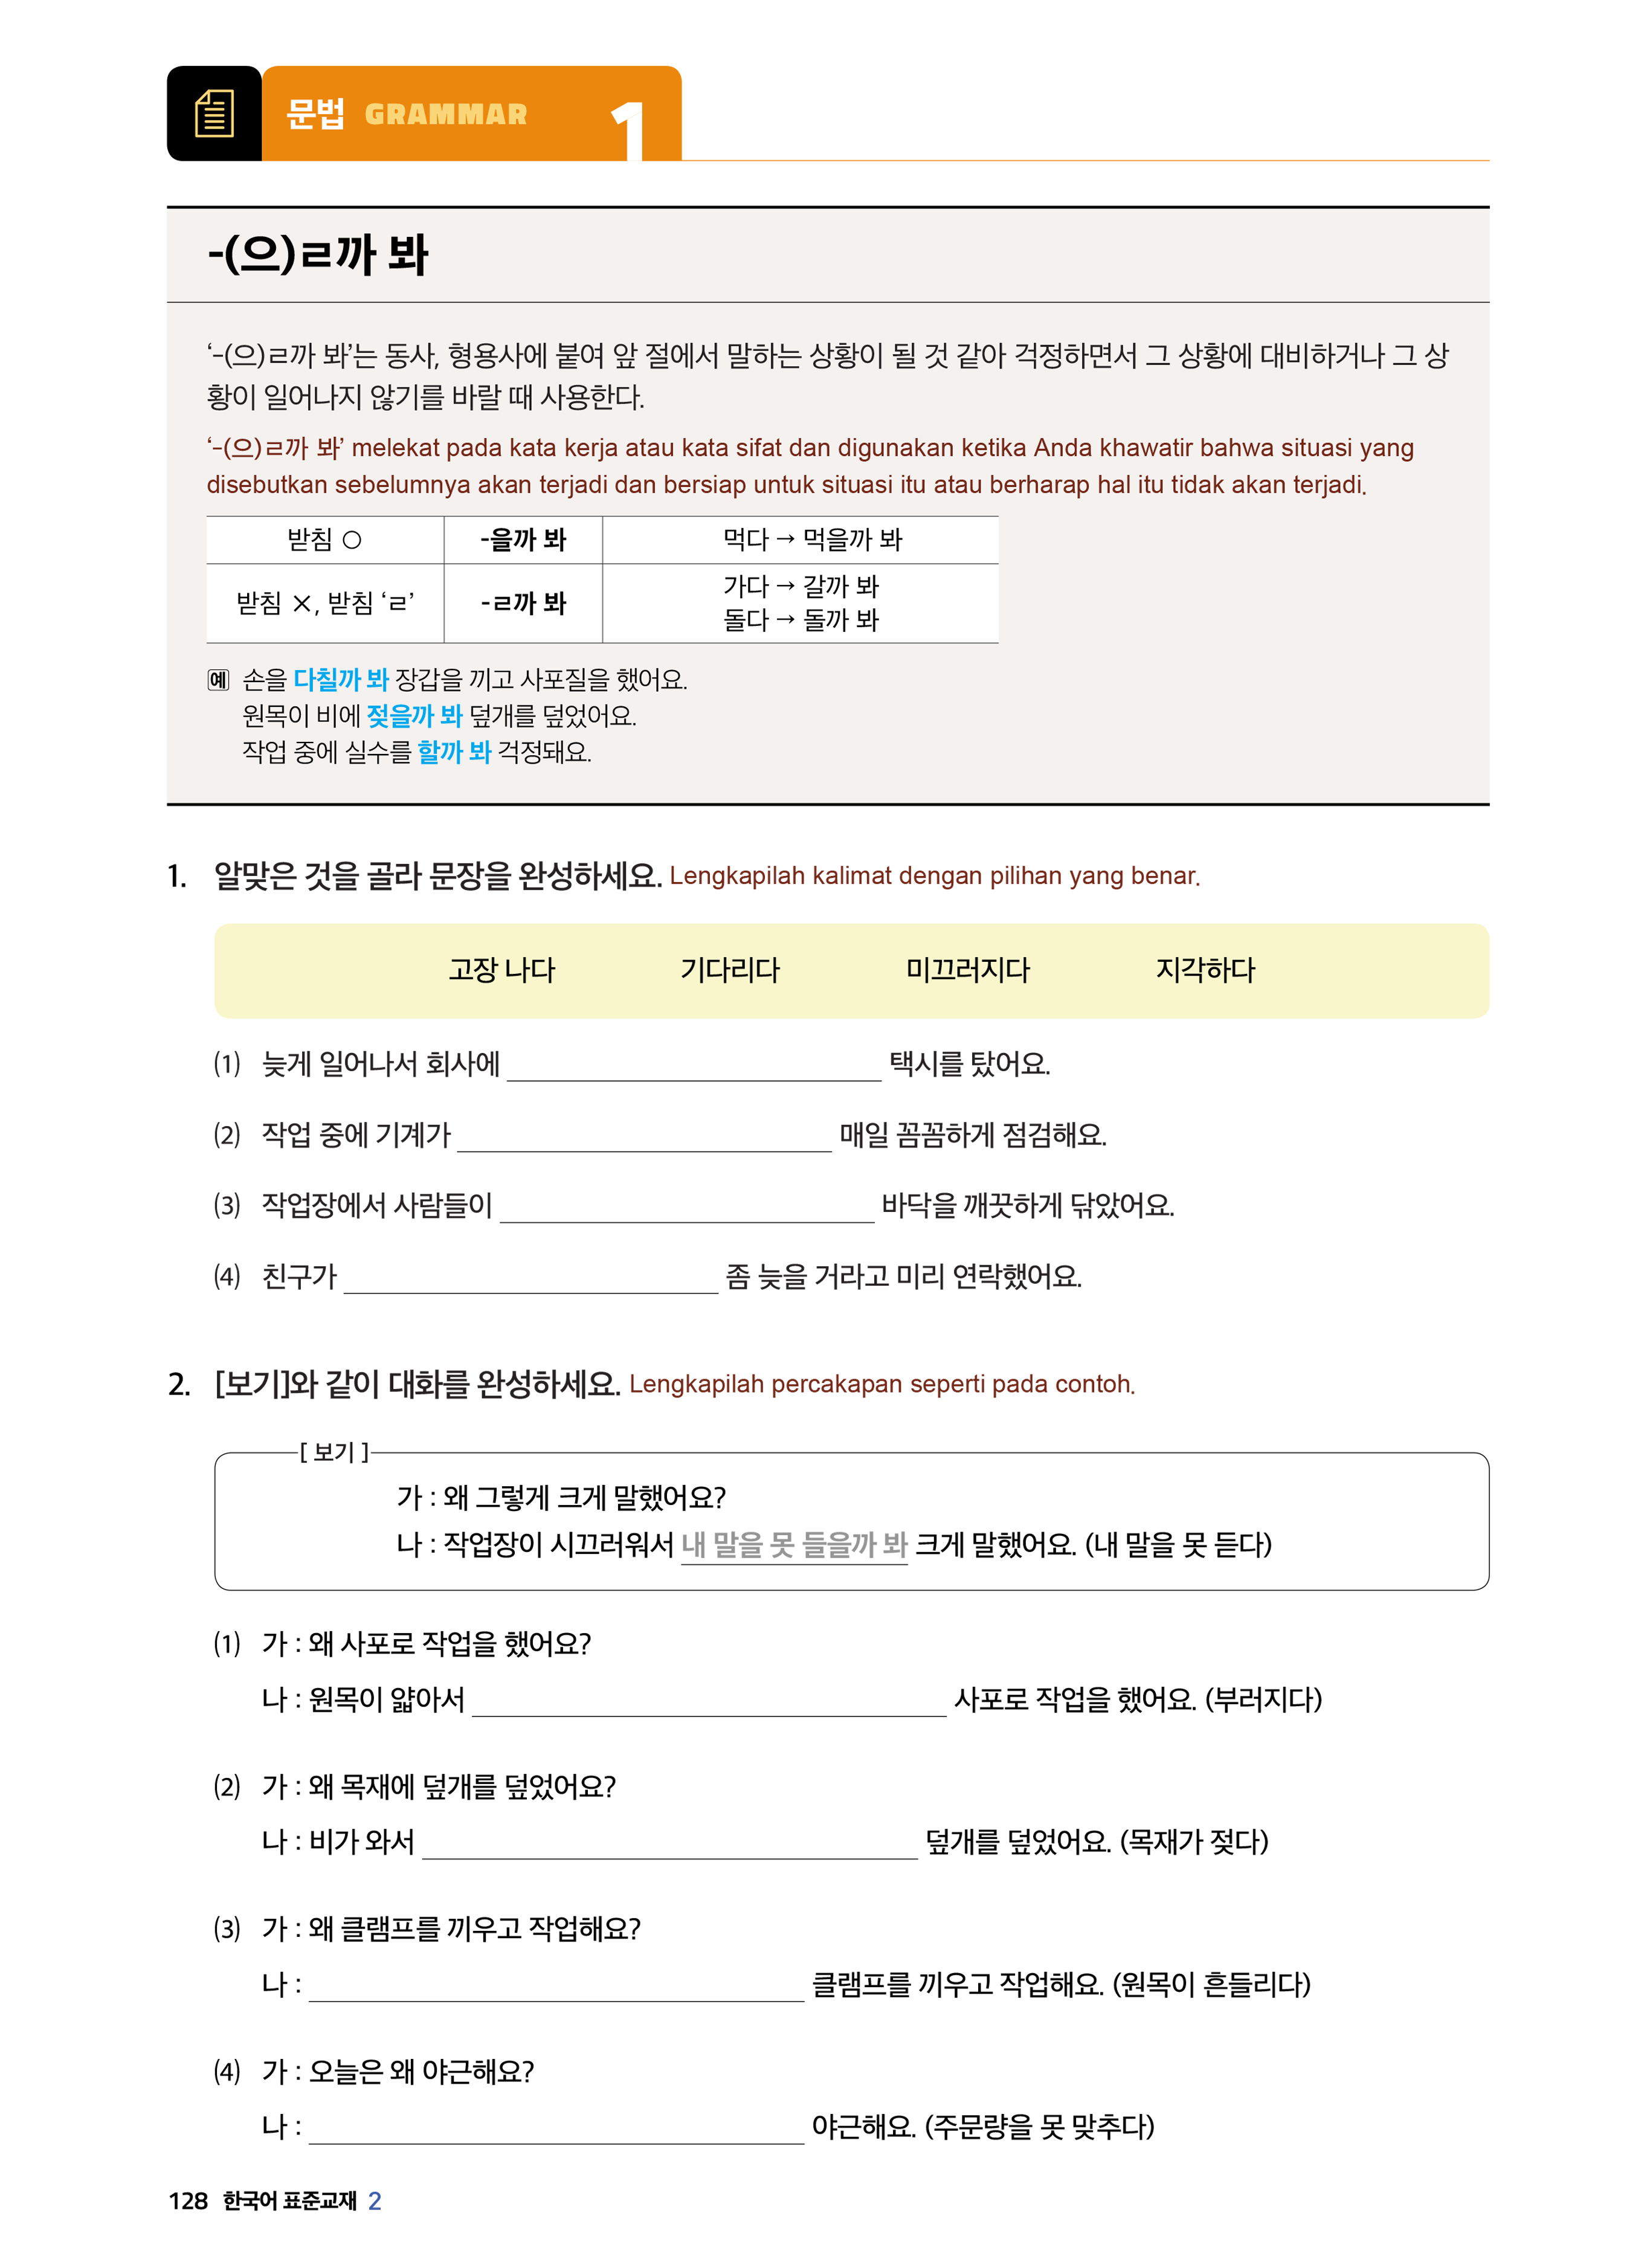 문법 GRAMMAR 1
-(으)ㄹ까 봐
‘-(으)ㄹ까 봐’는 동사, 형용사에 붙여 앞 절에서 말하는 상황이 될 것 같아 걱정하면서 그 상황에 대비하거나 그 상
황이 일어나지 않기를 바랄 때 사용한다.
‘-(으)ㄹ까 봐’ melekat pada kata kerja atau kata sifat dan digunakan ketika Anda khawatir bahwa situasi yang
disebutkan sebelumnya akan terjadi dan bersiap untuk situasi itu atau berharap hal itu tidak akan terjadi.
받침 ○ -을까 봐 먹다 → 먹을까 봐
받침 ×, 받침 ‘ㄹ’ -ㄹ까 봐 가다 → 갈까 봐
돌다 → 돌까 봐
예 손을 다칠까 봐 장갑을 끼고 사포질을 했어요.
원목이 비에 젖을까 봐 덮개를 덮었어요.
작업 중에 실수를 할까 봐 걱정돼요.
1. 알맞은 것을 골라 문장을 완성하세요. Lengkapilah kalimat dengan pilihan yang benar.
고장 나다 기다리다 미끄러지다 지각하다
(1) 늦게 일어나서 회사에 ____ 택시를 탔어요.
(2) 작업 중에 기계가 ____ 매일 꼼꼼하게 점검해요.
(3) 작업장에서 사람들이 ____ 바닥을 깨끗하게 닦았어요.
(4) 친구가 ____ 좀 늦을 거라고 미리 연락했어요.
2. [보기]와 같이 대화를 완성하세요. Lengkapilah percakapan seperti pada contoh.
[ 보기 ]
가 : 왜 그렇게 크게 말했어요?
나 : 작업장이 시끄러워서 내 말을 못 들을까 봐 크게 말했어요. (내 말을 못 듣다)
(1) 가 : 왜 사포로 작업을 했어요?
나 : 원목이 얇아서 ____ 사포로 작업을 했어요. (부러지다)
(2) 가 : 왜 목재에 덮개를 덮었어요?
나 : 비가 와서 ____ 덮개를 덮었어요. (목재가 젖다)
(3) 가 : 왜 클램프를 끼우고 작업해요?
나 : ____ 클램프를 끼우고 작업해요. (원목이 흔들리다)
(4) 가 : 오늘은 왜 야근해요?
나 : ____ 야근해요. (주문량을 못 맞추다)
128 한국어 표준교재 2